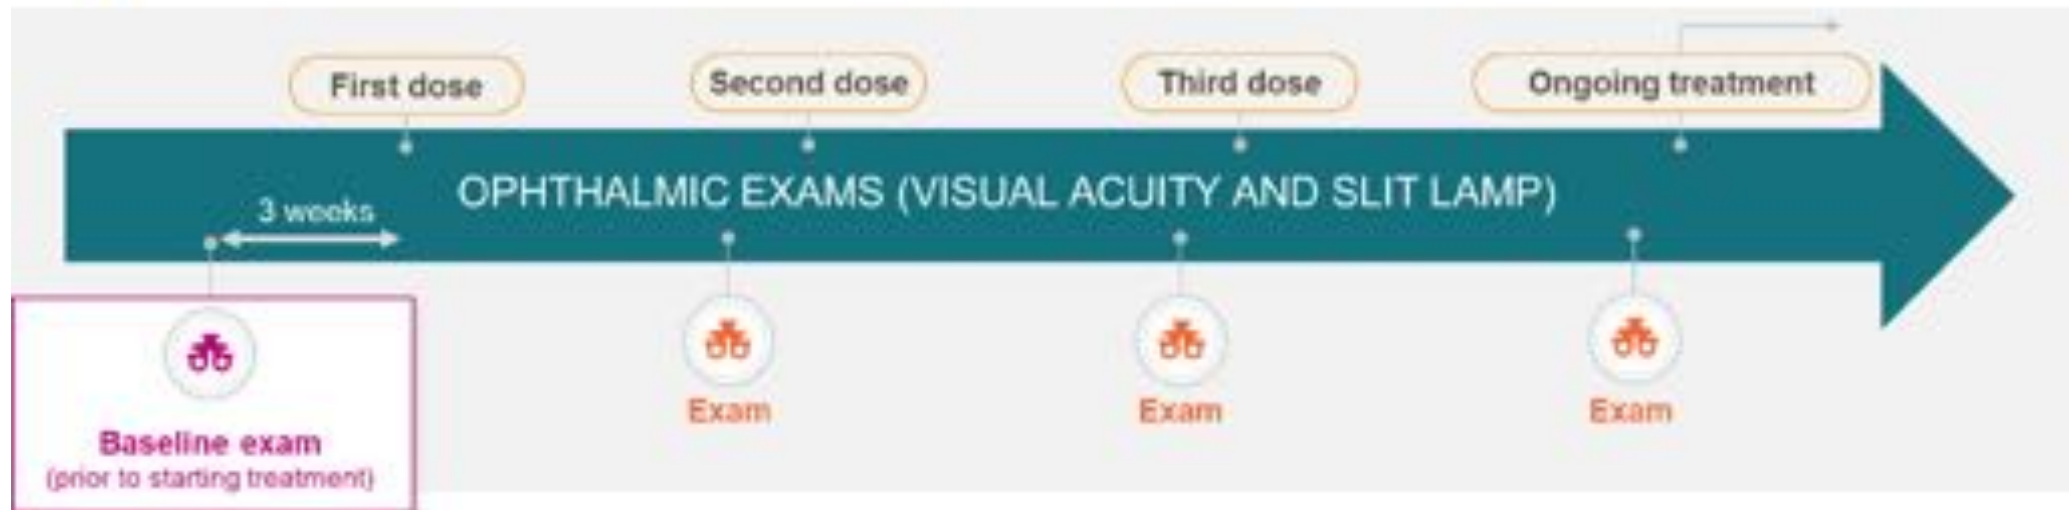 First dose
Second dose
Third dose
Ongoing treatment
OPHTHALMIC EXAMS (VISUAL ACUITY AND SLIT LAMP)
3 weeks
Exam
Exam
Exam
Baseline exam
(prior to starting treatment)